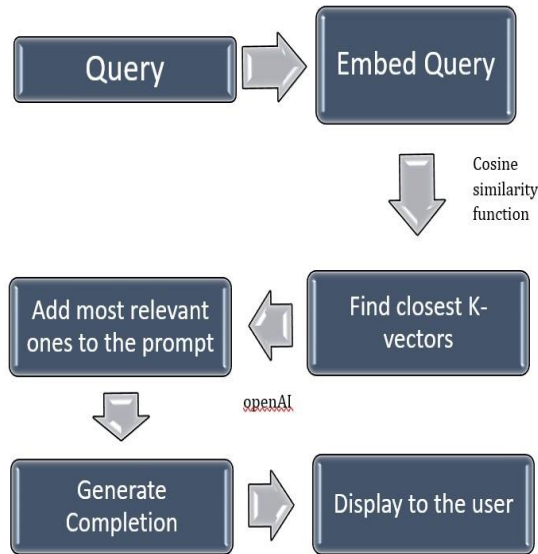 Query
Embed Query
Cosine
similarity
function
Find closest K-
vectors
Add most relevant
ones to the prompt
openAI
Generate
Completion
Display to the user